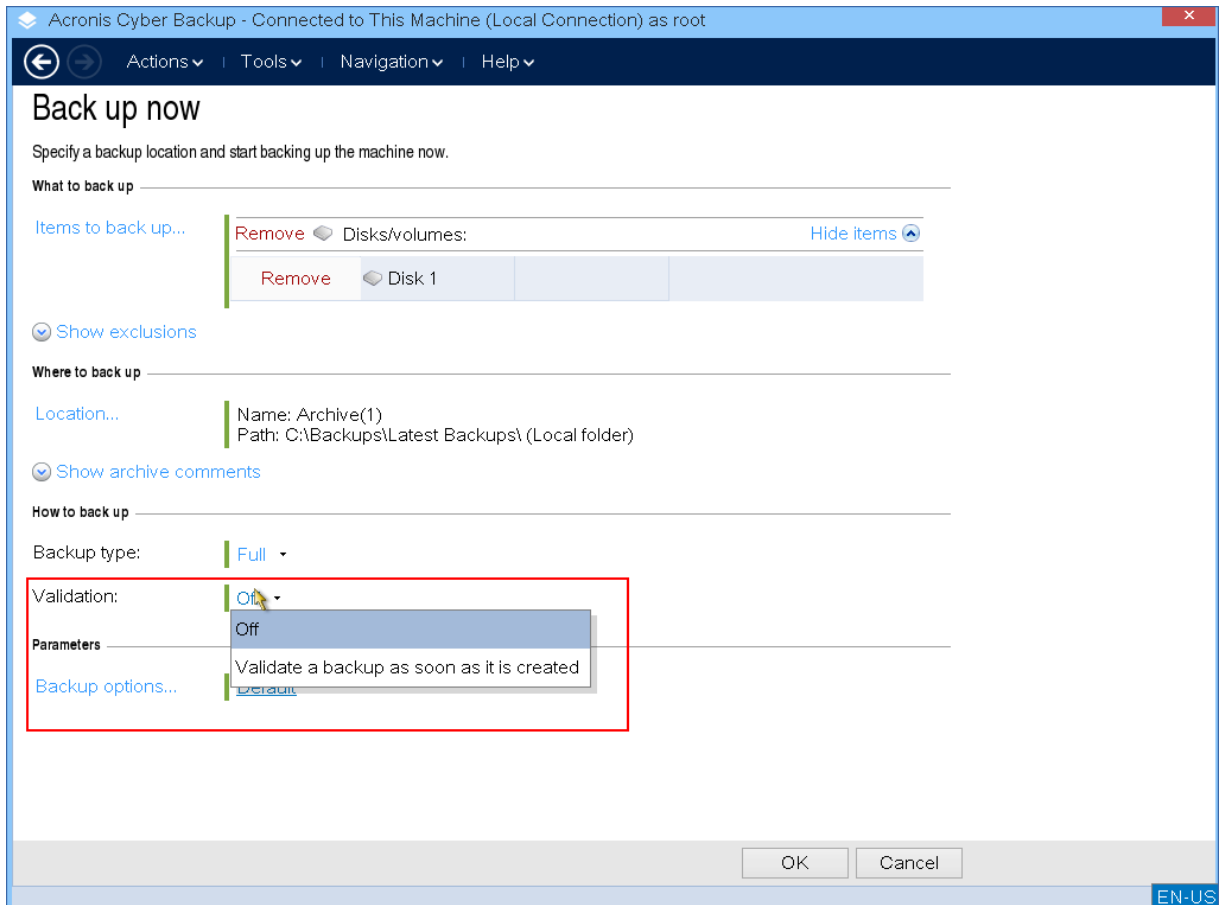 Acronis Cyber Backup - Connected to This Machine (Local Connection) as root
Actions Tools Navigation Help
Back up now
Specify a backup location and start backing up the machine now.
What to back up
Items to back up...
Remove Disks/volumes: Hide items
Remove Disk 1
Show exclusions
Where to back up
Location... Name: Archive(1)
Path: C:\Backups\Latest Backups\ (Local folder)
Show archive comments
How to back up
Backup type: Full
Validation: Off
Off
Parameters
Validate a backup as soon as it is created
Backup options... Default
OK Cancel
EN-US